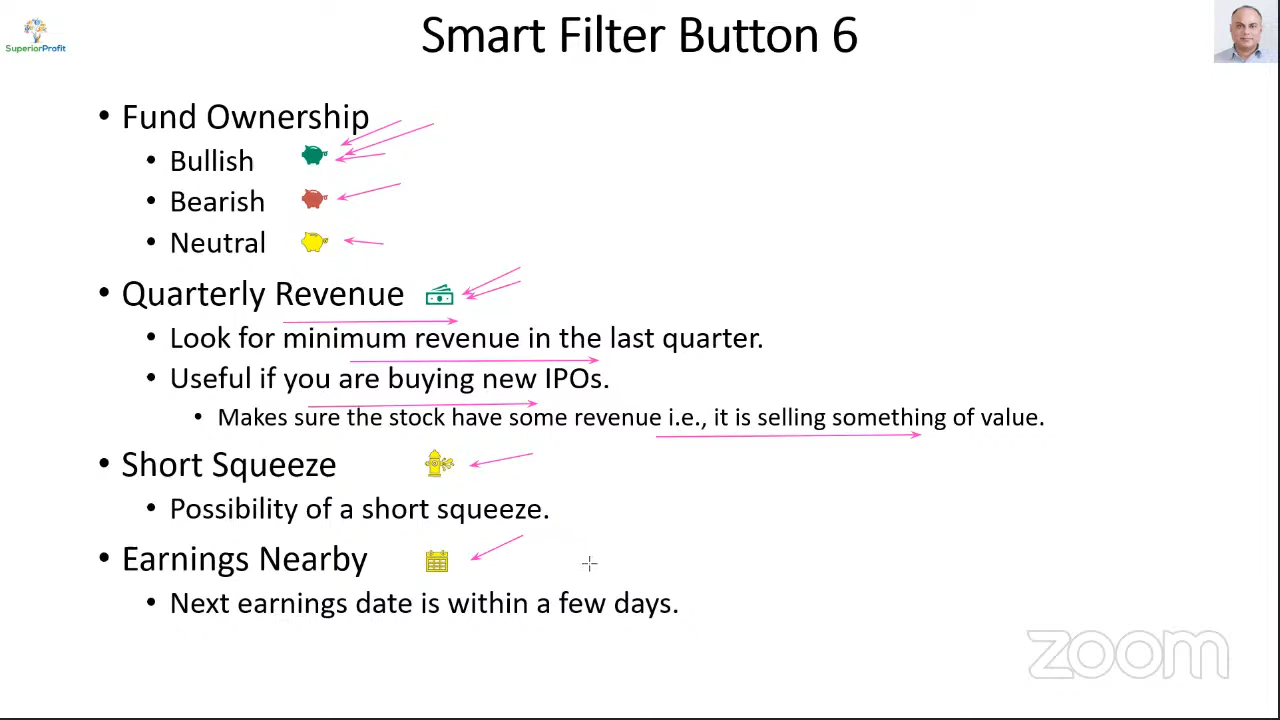 Smart Filter Button 6
SuperiorProfit
• Fund Ownership
• Bullish
• Bearish
• Neutral
• Quarterly Revenue
• Look for minimum revenue in the last quarter.
• Useful if you are buying new IPOs.
• Makes sure the stock have some revenue i.e., it is selling something of value.
• Short Squeeze
• Possibility of a short squeeze.
• Earnings Nearby
• Next earnings date is within a few days.
zoom